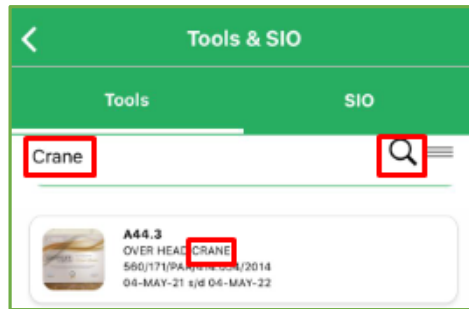 Tools & SIO
Tools
SIO
Crane
A44.3
OVER HEAD CRANE
04-MAY-21 s/d 04-MAY-22